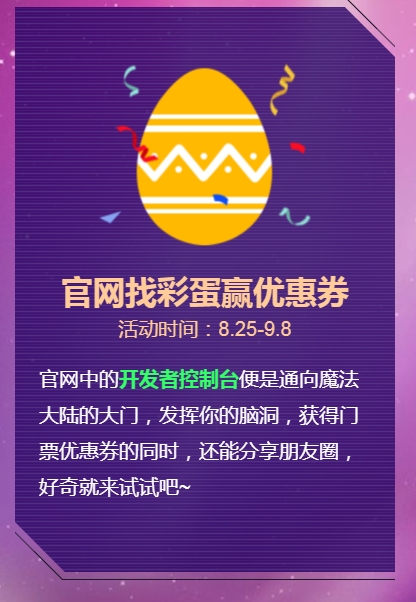 官网找彩蛋赢优惠券
活动时间：8.25-9.8
官网中的开发者控制台便是通向魔法
大陆的大门，发挥你的脑洞，获得门
票优惠券的同时，还能分享朋友圈，
好奇就来试试吧~